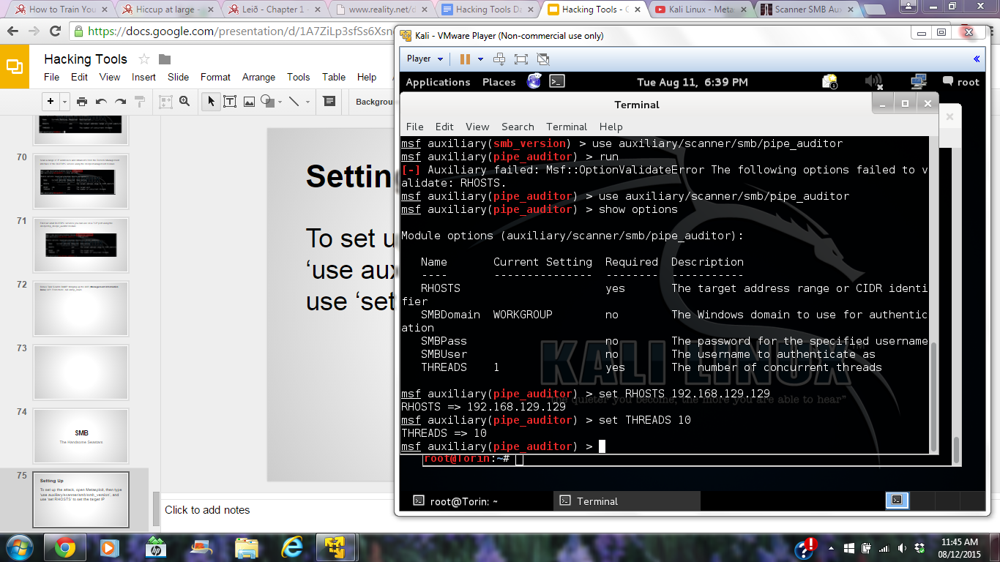 How to Train You
Hiccup at large -
Leið - Chapter 1 -
www.reality.net/d
Hacking Tools Da
Hacking Tools - G
Kali Linux - Metas
Scanner SMB Aux
https://docs.google.com/presentation/d/1A7ZiLp3sfSs6Xsn
Hacking Tools
File Edit View Insert Slide Format Arrange Tools Table Help
Backgrou
70
71
72
73
74
SMB
The Handsome Seastars
75
Setting Up
To set up the attack, open Metasploit, then type
'use auxiliary/scanner/smb/smb_version', and
use 'set RHOSTS' to set the target IP
Setting
To set u
‘use aux
use ‘set
Click to add notes
Kali - VMware Player (Non-commercial use only)
Player
Applications Places Tue Aug 11, 6:39 PM root
Terminal
File Edit View Search Terminal Help
msf auxiliary(smb_version) > use auxiliary/scanner/smb/pipe_auditor
msf auxiliary(pipe_auditor) > run
[-] Auxiliary failed: Msf::OptionValidateError The following options failed to v
alidate: RHOSTS.
msf auxiliary(pipe_auditor) > use auxiliary/scanner/smb/pipe_auditor
msf auxiliary(pipe_auditor) > show options
Module options (auxiliary/scanner/smb/pipe_auditor):
Name Current Setting Required Description
---- --------------- -------- -----------
RHOSTS yes The target address range or CIDR identi
fier
SMBDomain WORKGROUP no The Windows domain to use for authentic
ation
SMBPass no The password for the specified username
SMBUser no The username to authenticate as
THREADS 1 yes The number of concurrent threads
KALI LINUX
quieter you become, the more you are able to hear"
msf auxiliary(pipe_auditor) > set RHOSTS 192.168.129.129
RHOSTS => 192.168.129.129
msf auxiliary(pipe_auditor) > set THREADS 10
THREADS => 10
msf auxiliary(pipe_auditor) >
root@Torin:~#
root@Torin: ~
Terminal
11:45 AM
08/12/2015